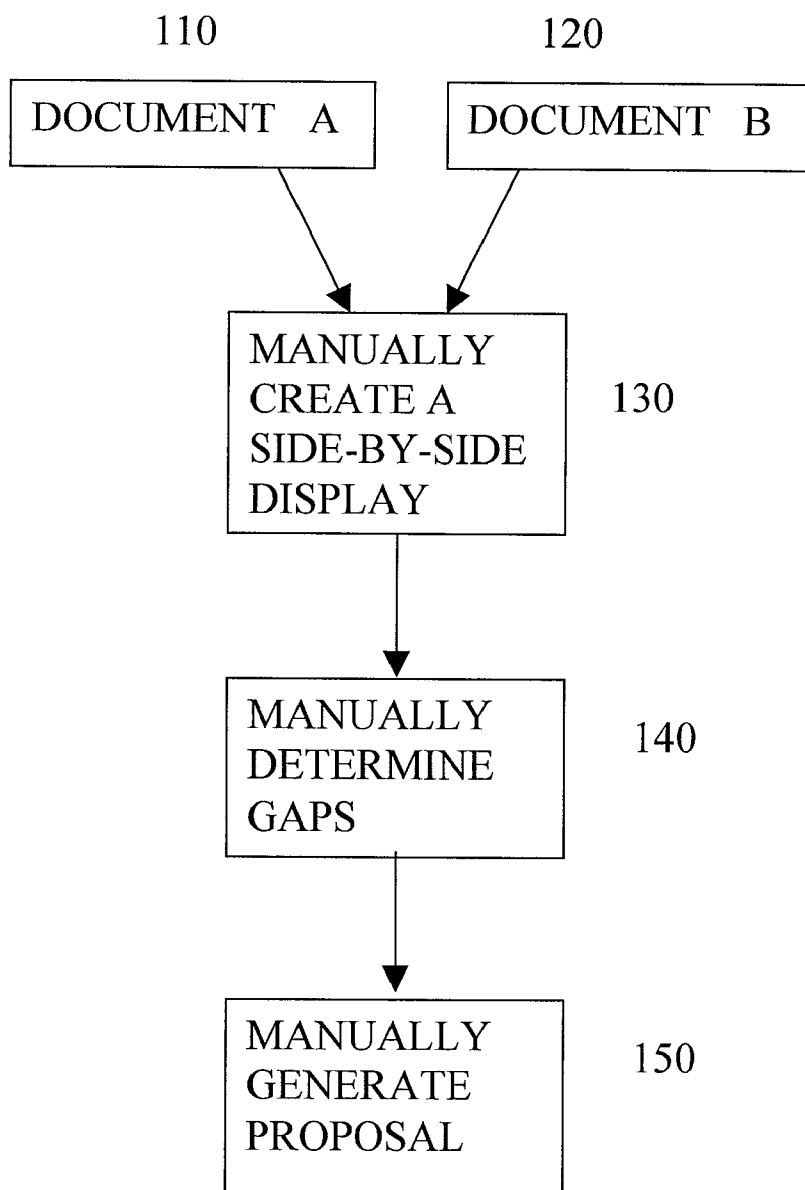 110
120
DOCUMENT A
DOCUMENT B
MANUALLY
CREATE A
SIDE-BY-SIDE
DISPLAY
130
MANUALLY
DETERMINE
GAPS
140
MANUALLY
GENERATE
PROPOSAL
150